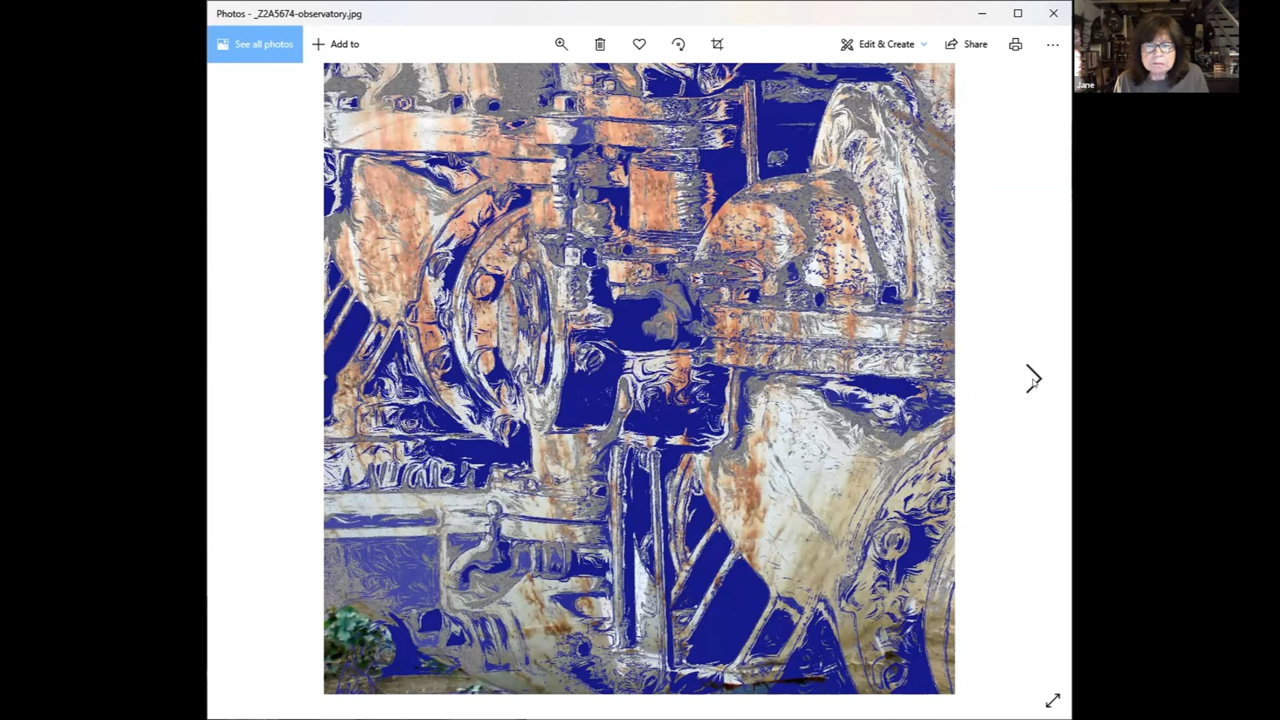 Photos - _Z2A5674-observatory.jpg
See all photos
Add to
Edit & Create
Share
Jane